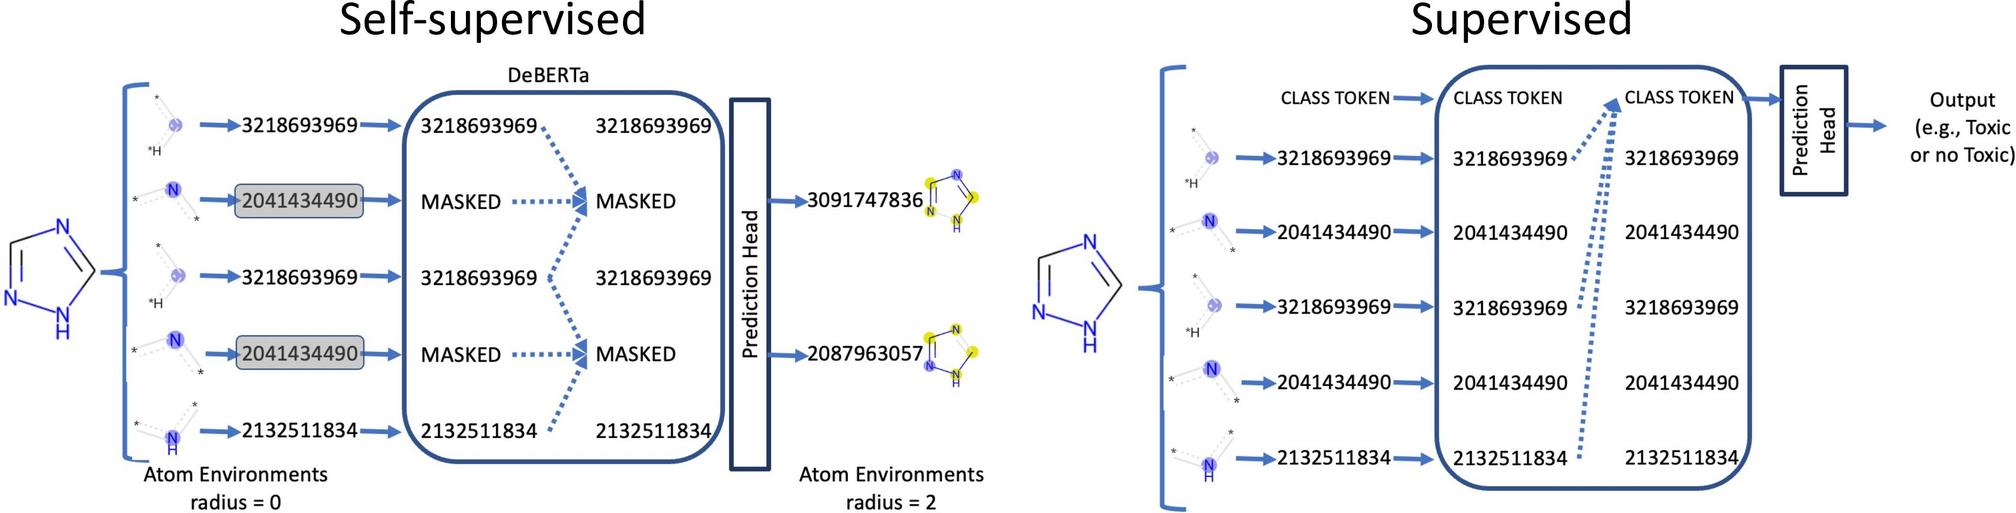 Self-supervised
DeBERTa
*
*H
3218693969
3218693969
3218693969
*
N
*
2041434490
MASKED
MASKED
3091747836
N
N
N
H
*
*H
3218693969
3218693969
3218693969
N
N
N
H
*
N
*
2041434490
MASKED
MASKED
2087963057
N
N
N
H
*
*
N
H
2132511834
2132511834
2132511834
Prediction Head
Atom Environments
radius = 0
Atom Environments
radius = 2
Supervised
CLASS TOKEN
CLASS TOKEN
CLASS TOKEN
Prediction
Head
Output
(e.g., Toxic
or no Toxic)
*
*H
3218693969
3218693969
3218693969
*
N
*
2041434490
2041434490
2041434490
N
N
N
H
*
*H
3218693969
3218693969
3218693969
*
N
*
2041434490
2041434490
2041434490
*
*
N
H
2132511834
2132511834
2132511834